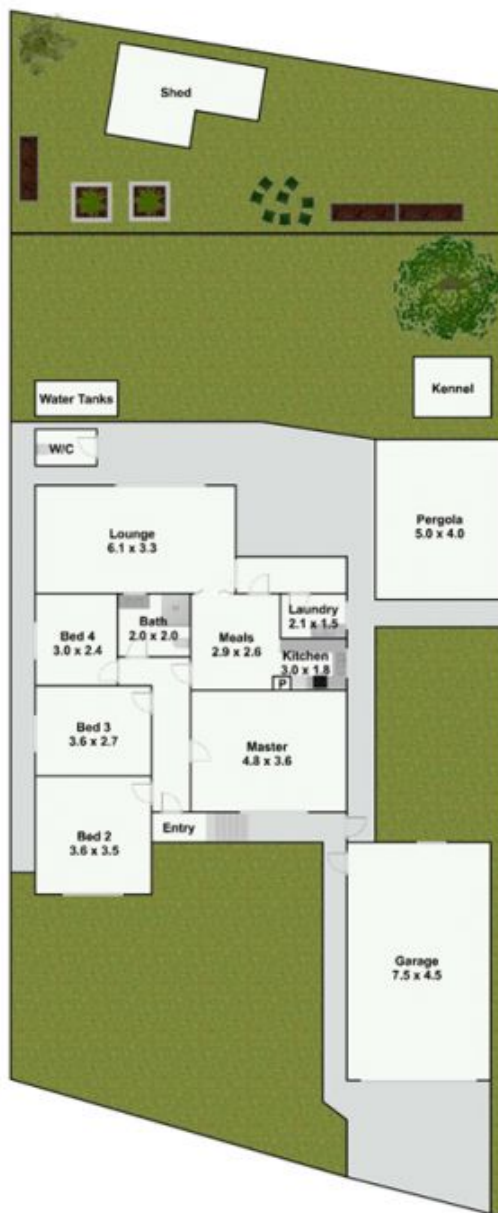 Shed
Water Tanks
Kennel
W/C
Pergola
5.0 x 4.0
Lounge
6.1 x 3.3
Bath
2.0 x 2.0
Laundry
2.1 x 1.5
Bed 4
3.0 x 2.4
Meals
2.9 x 2.6
Kitchen
3.0 x 1.8
P
Bed 3
3.6 x 2.7
Master
4.8 x 3.6
Entry
Bed 2
3.6 x 3.5
Garage
7.5 x 4.5